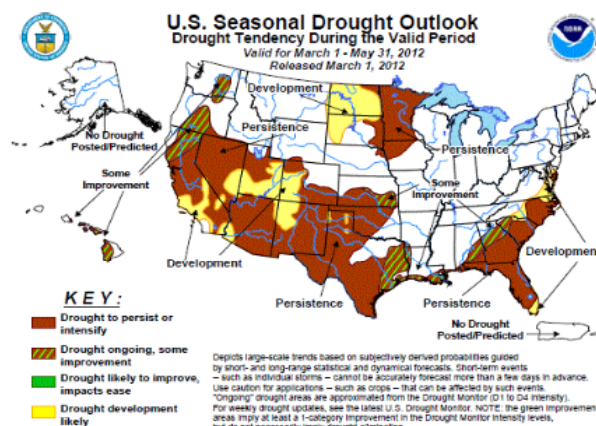 U.S. Seasonal Drought Outlook
Drought Tendency During the Valid Period
Valid for March 1 - May 31, 2012
Released March 1, 2012
NOAA
Development
No Drought
Posted/Predicted
Persistence
Persistence
Some
Improvement
Some
Improvement
Development
Development
Persistence
Persistence
No Drought
Posted/Predicted
KEY:
Drought to persist or
intensify
Drought ongoing, some
improvement
Drought likely to improve,
impacts ease
Drought development
likely
Depicts large-scale trends based on subjectively derived probabilities guided
by short- and long-range statistical and dynamical forecasts. Short-term events
-- such as individual storms -- cannot be accurately forecast more than a few days in advance.
Use caution for applications -- such as crops -- that can be affected by such events.
"Ongoing" drought areas are approximated from the Drought Monitor (D1 to D4 intensity).
For weekly drought updates, see the latest U.S. Drought Monitor. NOTE: the green improvement
areas imply at least a 1-category improvement in the Drought Monitor intensity levels,